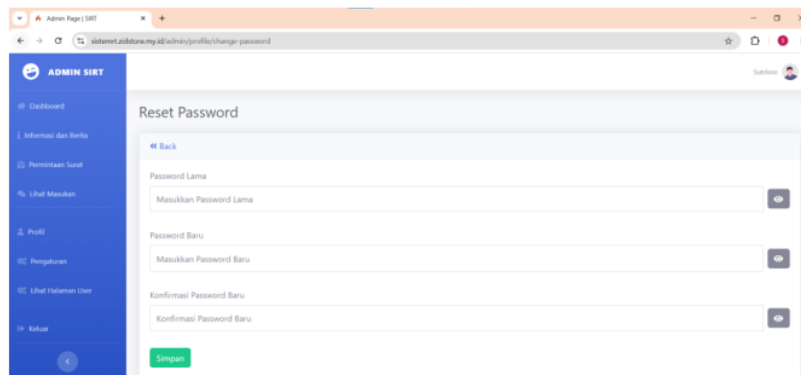 Admin Page | SIRT
sistemrt.zidstore.my.id/admin/profile/change-password
ADMIN SIRT
Sutrisno
Dashboard
Informasi dan Berita
Permintaan Surat
Lihat Masukan
Profil
Pengaturan
Lihat Halaman User
Keluar
Reset Password
Back
Password Lama
Masukkan Password Lama
Password Baru
Masukkan Password Baru
Konfirmasi Password Baru
Konfirmasi Password Baru
Simpan